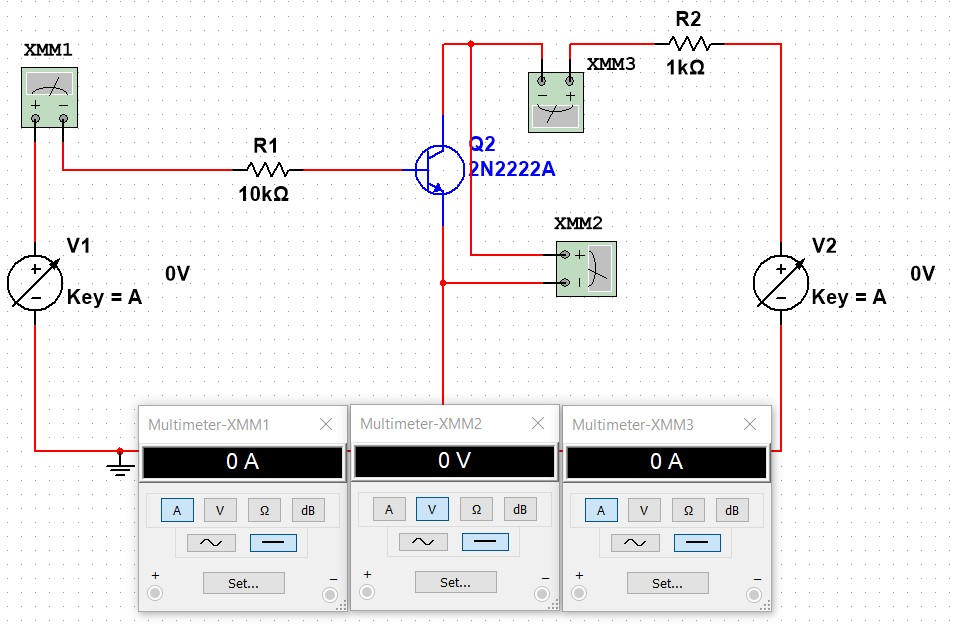 R2
XMM1
XMM3
1kΩ
+ −
− +
R1
Q2
2N2222A
10kΩ
XMM2
V1
V2
+
0V
+
0V
Key = A
Key = A
Multimeter-XMM1
Multimeter-XMM2
Multimeter-XMM3
0 A
0 V
0 A
A V Ω dB
A V Ω dB
A V Ω dB
+ Set... −
+ Set... −
+ Set... −